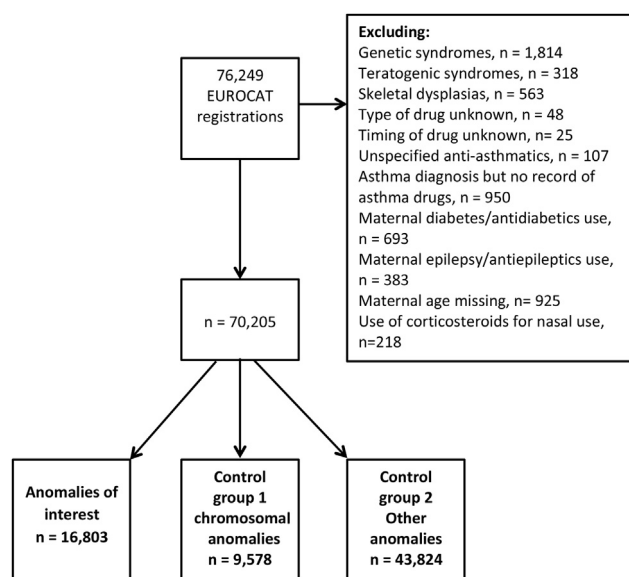 76,249
EUROCAT
registrations
Excluding:
Genetic syndromes, n = 1,814
Teratogenic syndromes, n = 318
Skeletal dysplasias, n = 563
Type of drug unknown, n = 48
Timing of drug unknown, n= 25
Unspecified anti-asthmatics, n = 107
Asthma diagnosis but no record of
asthma drugs, n = 950
Maternal diabetes/antidiabetics use,
n = 693
Maternal epilepsy/antiepileptics use,
n = 383
Maternal age missing, n= 925
Use of corticosteroids for nasal use,
n=218
n = 70,205
Anomalies of
interest
n = 16,803
Control
group 1
chromosomal
anomalies
n = 9,578
Control
group 2
Other
anomalies
n = 43,824